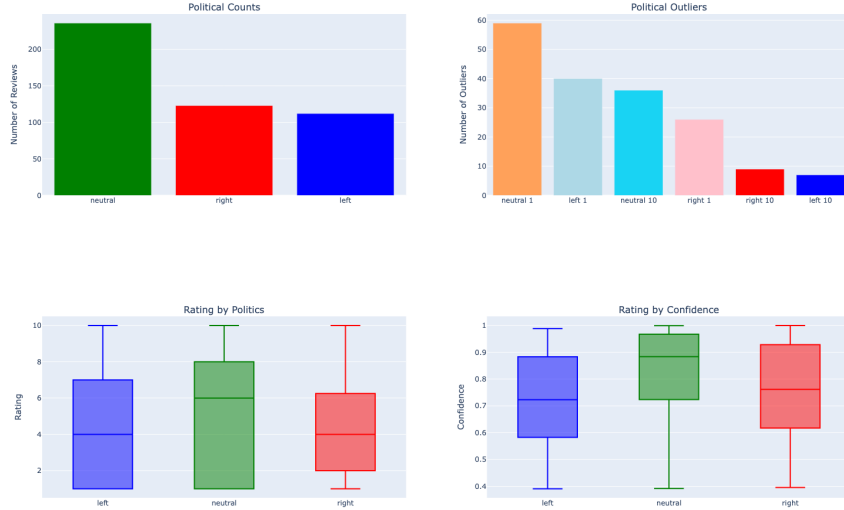 Political Counts
Number of Reviews
200
150
100
50
0
neutral
right
left
Political Outliers
Number of Outliers
60
50
40
30
20
10
0
neutral 1
left 1
neutral 10
right 1
right 10
left 10
Rating by Politics
Rating
10
8
6
4
2
left
neutral
right
Rating by Confidence
Confidence
1
0.9
0.8
0.7
0.6
0.5
0.4
left
neutral
right